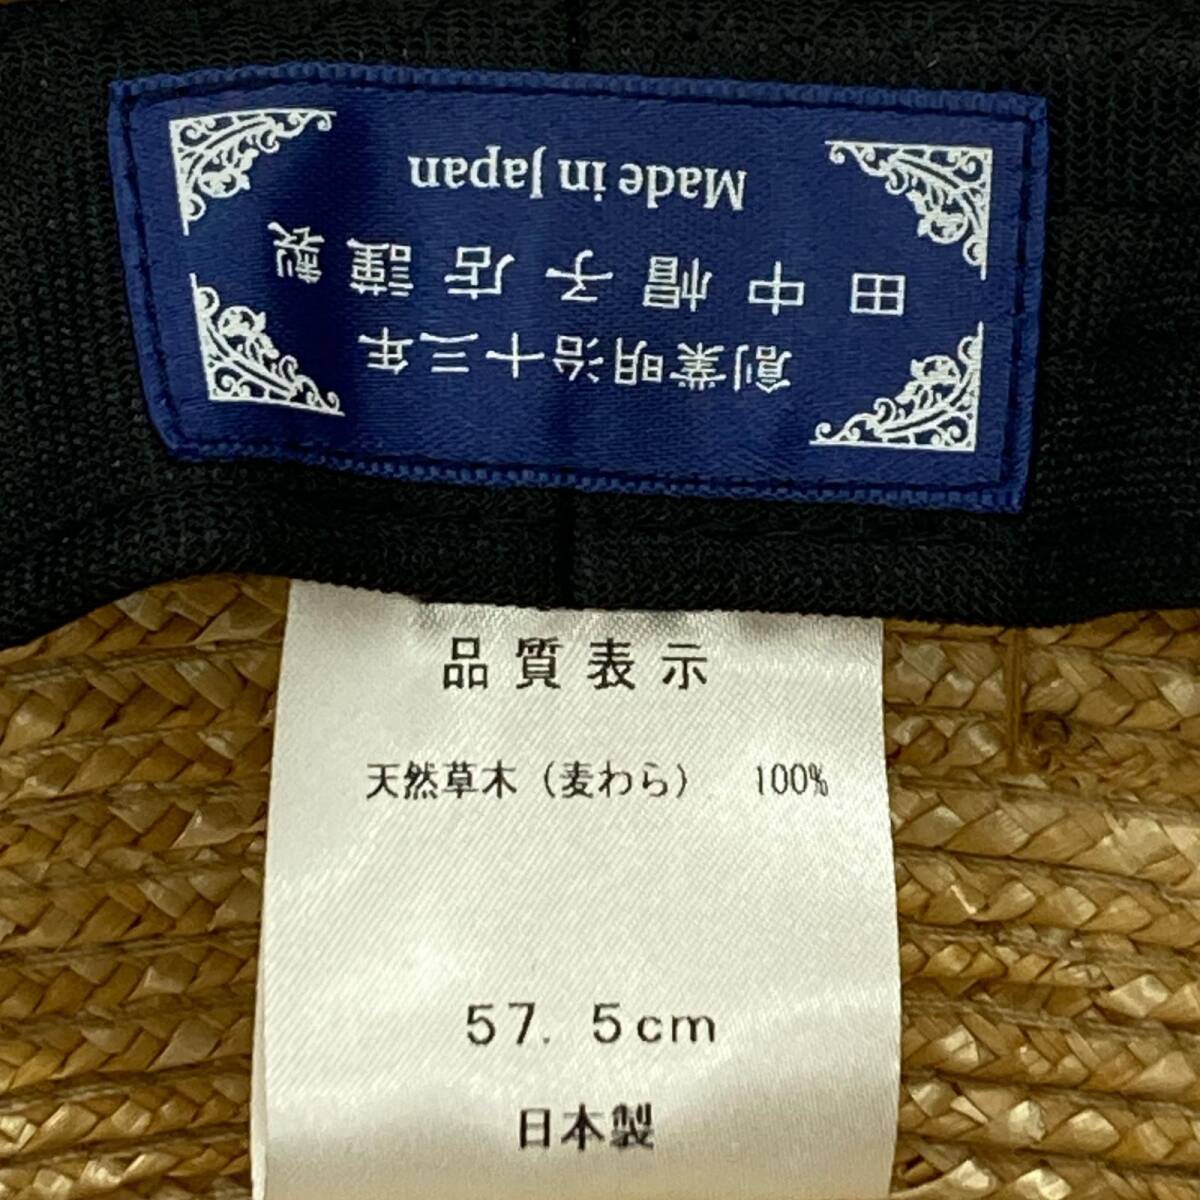 創業明治十三年
田中帽子店謹製
Made in Japan
品質表示
天然草木（麦わら） 100%
57.5cm
日本製